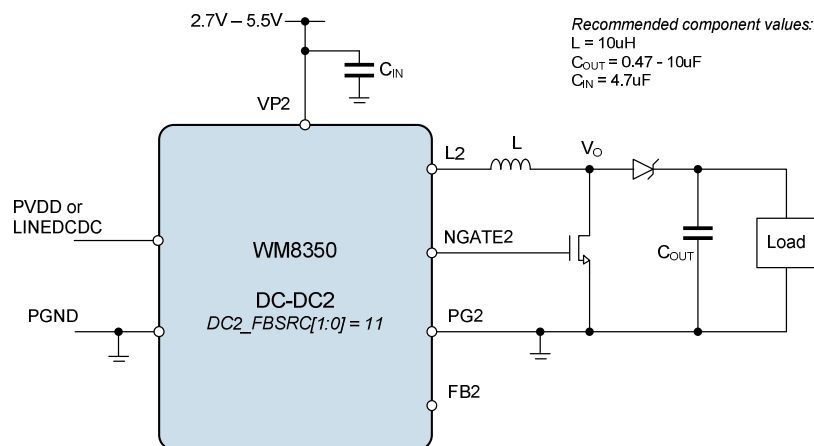 2.7V – 5.5V
Recommended component values:
L = 10uH
COUT = 0.47 - 10uF
CIN = 4.7uF
CIN
VP2
L2
L
VO
PVDD or
LINEDCDC
WM8350
NGATE2
COUT
Load
DC-DC2
DC2_FBSRC[1:0] = 11
PGND
PG2
FB2